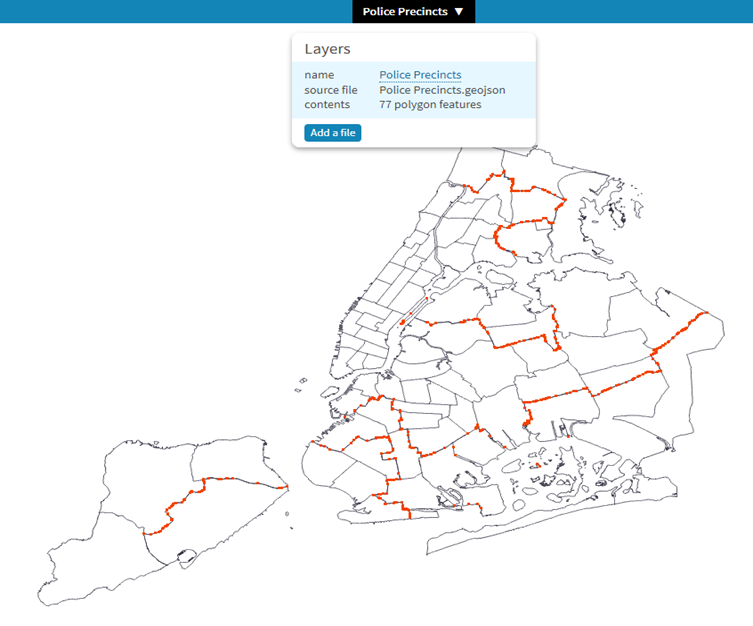 Police Precincts ▼
Layers
name Police Precincts
source file Police Precincts.geojson
contents 77 polygon features
Add a file